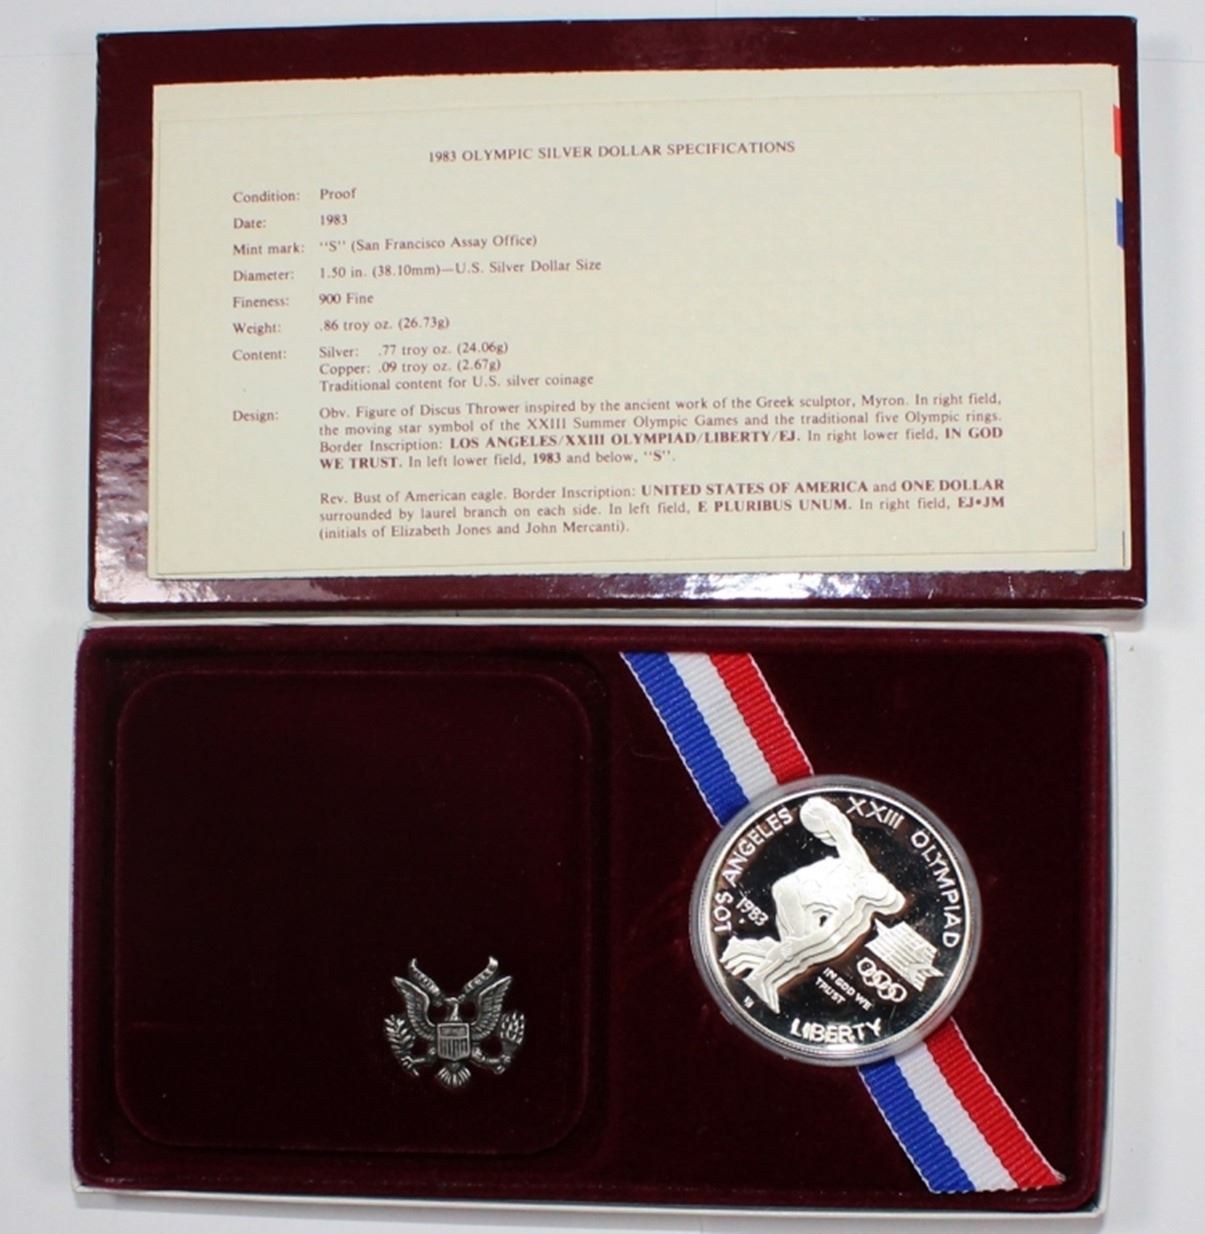 1983 OLYMPIC SILVER DOLLAR SPECIFICATIONS
Condition: Proof
Date: 1983
Mint mark: "S" (San Francisco Assay Office)
Diameter: 1.50 in. (38.10mm)—U.S. Silver Dollar Size
Fineness: 900 Fine
Weight: .86 troy oz. (26.73g)
Content: Silver: .77 troy oz. (24.06g)
Copper: .09 troy oz. (2.67g)
Traditional content for U.S. silver coinage
Design: Obv. Figure of Discus Thrower inspired by the ancient work of the Greek sculptor, Myron. In right field,
the moving star symbol of the XXIII Summer Olympic Games and the traditional five Olympic rings.
Border Inscription: LOS ANGELES/XXIII OLYMPIAD/LIBERTY/EJ. In right lower field, IN GOD
WE TRUST. In left lower field, 1983 and below, "S".
Rev. Bust of American eagle. Border Inscription: UNITED STATES OF AMERICA and ONE DOLLAR
surrounded by laurel branch on each side. In left field, E PLURIBUS UNUM. In right field, EJ•JM
(initials of Elizabeth Jones and John Mercanti).
LOS ANGELES XXIII OLYMPIAD
1983
IN GOD WE
TRUST
LIBERTY